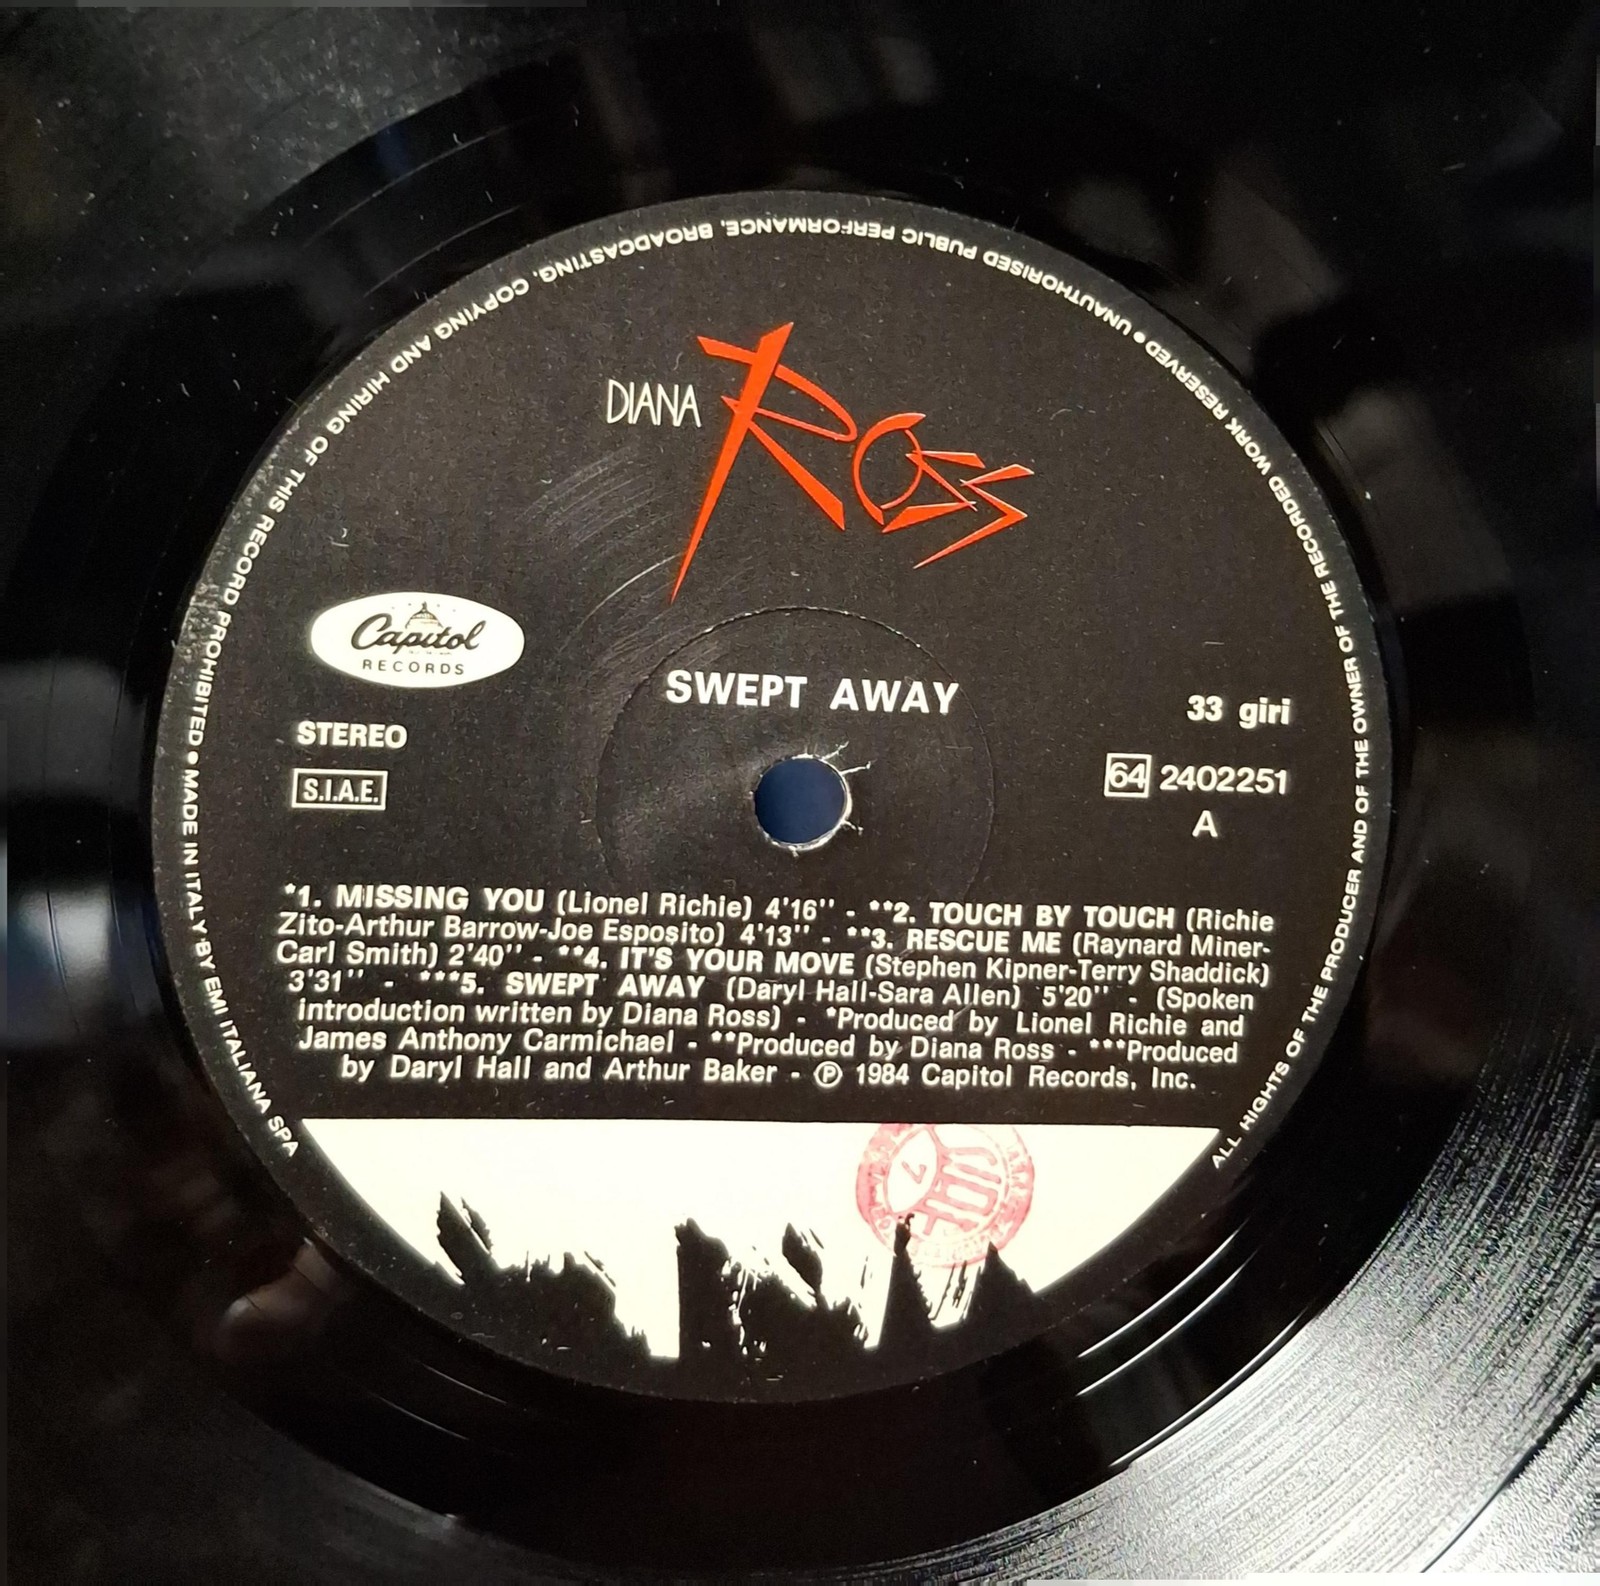 DIANA ROSS
Capitol
RECORDS
SWEPT AWAY
STEREO
S.I.A.E.
33 giri
64 2402251
A
*1. MISSING YOU (Lionel Richie) 4'16'' - **2. TOUCH BY TOUCH (Richie
Zito-Arthur Barrow-Joe Esposito) 4'13'' - **3. RESCUE ME (Raynard Miner-
Carl Smith) 2'40'' - **4. IT'S YOUR MOVE (Stephen Kipner-Terry Shaddick)
3'31'' - ***5. SWEPT AWAY (Daryl Hall-Sara Allen) 5'20'' - (Spoken
introduction written by Diana Ross) - *Produced by Lionel Richie and
James Anthony Carmichael - **Produced by Diana Ross - ***Produced
by Daryl Hall and Arthur Baker - ℗ 1984 Capitol Records, Inc.
ALL RIGHTS OF THE PRODUCER AND OF THE OWNER OF THE RECORDED WORK RESERVED • UNAUTHORISED PUBLIC PERFORMANCE, BROADCASTING, COPYING AND HIRING OF THIS RECORD PROHIBITED • MADE IN ITALY BY EMI ITALIANA SPA
7